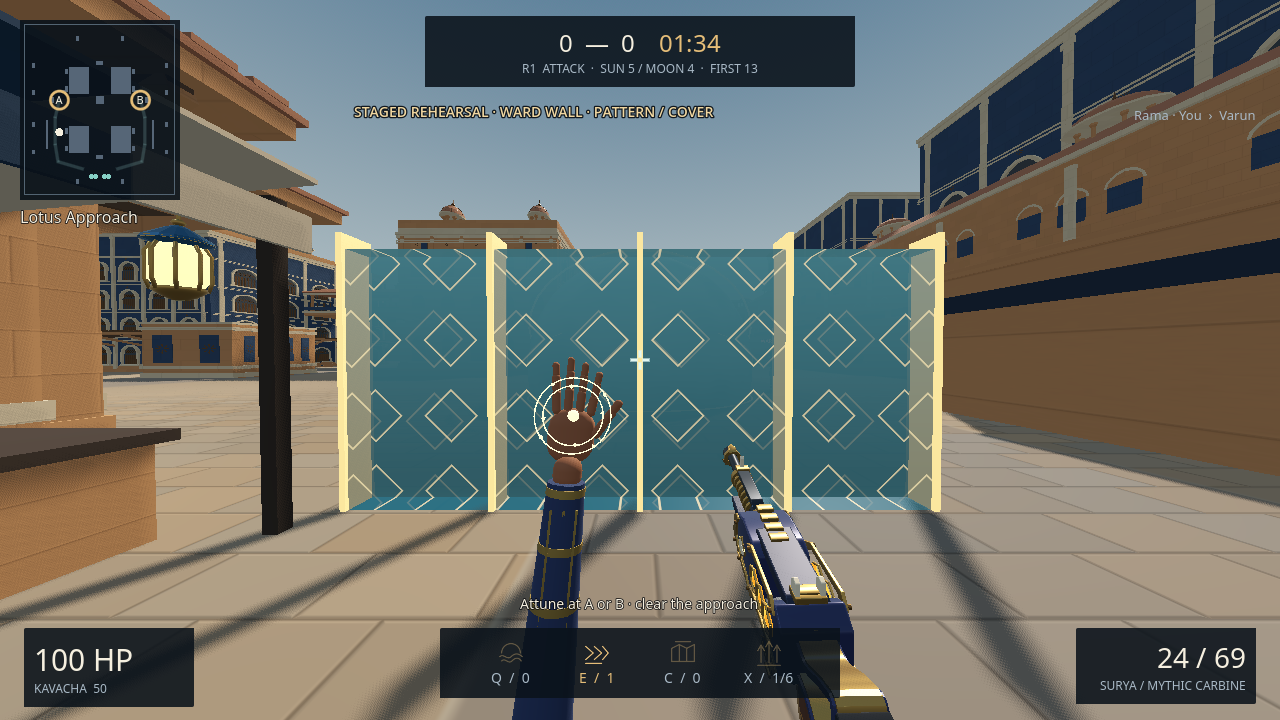 0 — 0 01:34
R1 ATTACK · SUN 5 / MOON 4 · FIRST 13
STAGED REHEARSAL · WARD WALL · PATTERN / COVER
Rama · You › Varun
A
B
Lotus Approach
Attune at A or B · clear the approach
100 HP
KAVACHA 50
Q / 0
E / 1
C / 0
X / 1/6
24 / 69
SURYA / MYTHIC CARBINE